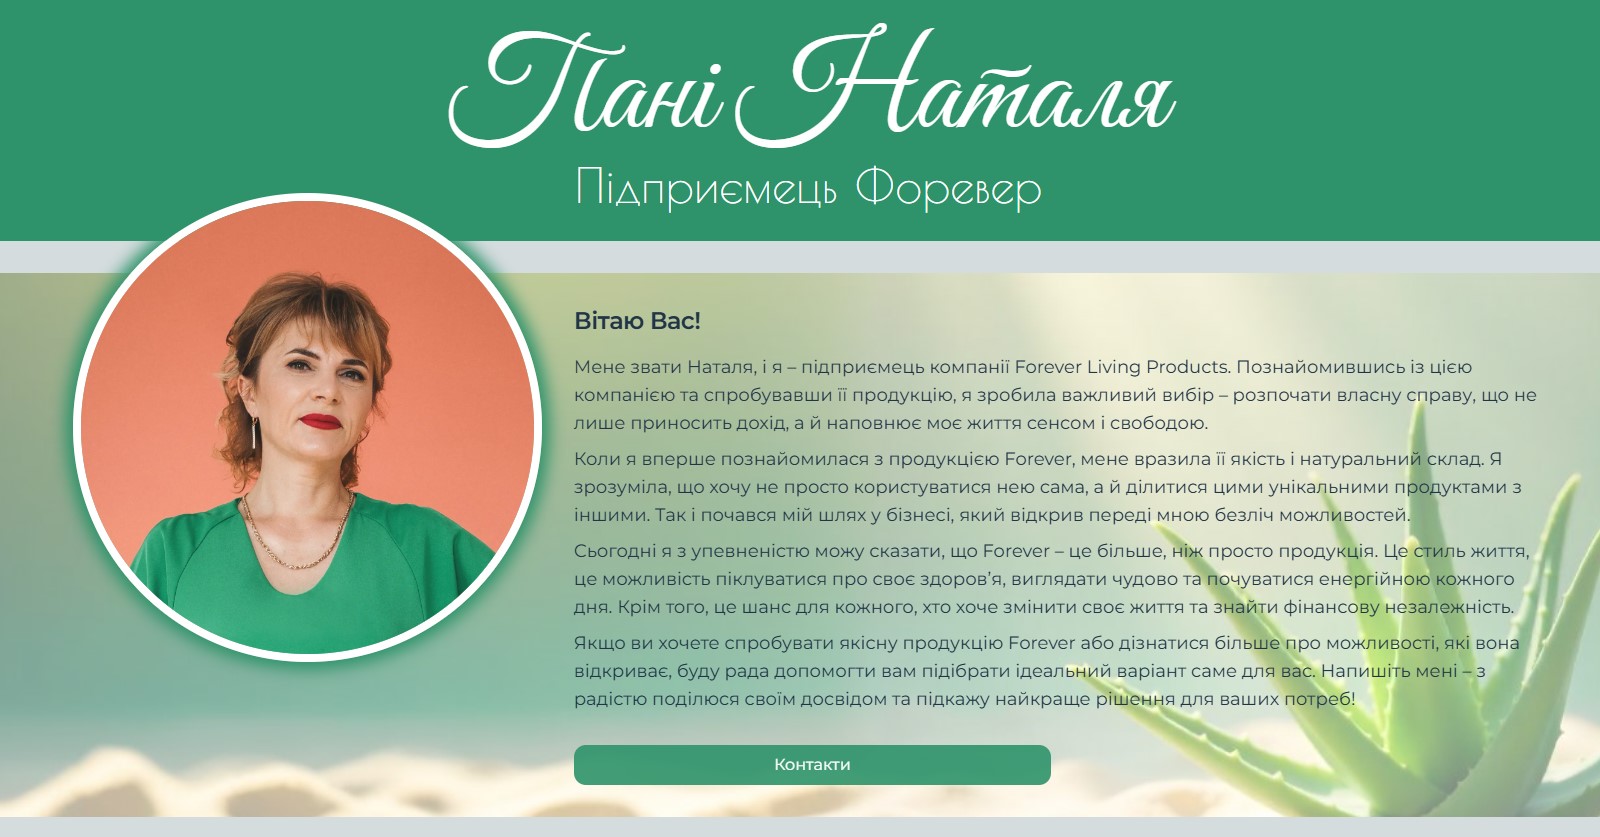 Пані Наталя
Підприємець Форевер
Вітаю Вас!
Мене звати Наталя, і я – підприємець компанії Forever Living Products. Познайомившись із цією
компанією та спробувавши її продукцію, я зробила важливий вибір – розпочати власну справу, що не
лише приносить дохід, а й наповнює моє життя сенсом і свободою.
Коли я вперше познайомилася з продукцією Forever, мене вразила її якість і натуральний склад. Я
зрозуміла, що хочу не просто користуватися нею сама, а й ділитися цими унікальними продуктами з
іншими. Так і почався мій шлях у бізнесі, який відкрив переді мною безліч можливостей.
Сьогодні я з упевненістю можу сказати, що Forever – це більше, ніж просто продукція. Це стиль життя,
це можливість піклуватися про своє здоров’я, виглядати чудово та почуватися енергійною кожного
дня. Крім того, це шанс для кожного, хто хоче змінити своє життя та знайти фінансову незалежність.
Якщо ви хочете спробувати якісну продукцію Forever або дізнатися більше про можливості, які вона
відкриває, буду рада допомогти вам підібрати ідеальний варіант саме для вас. Напишіть мені – з
радістю поділюся своїм досвідом та підкажу найкраще рішення для ваших потреб!
Контакти